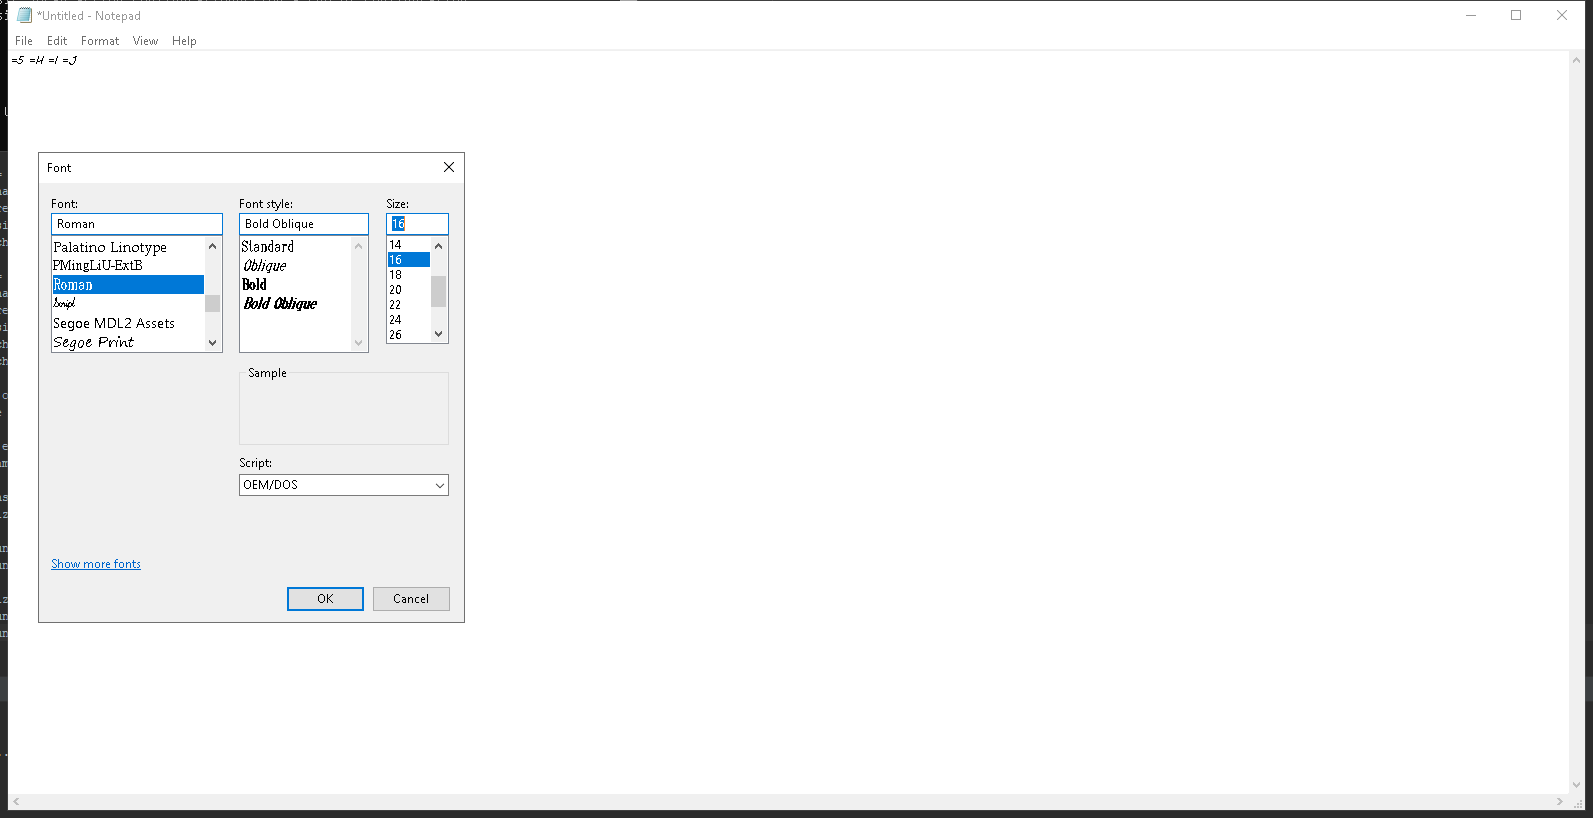 *Untitled - Notepad
File Edit Format View Help
=S =U =I =J
Font
Font: Font style: Size:
Roman Bold Oblique 16
Palatino Linotype
PMingLiU-ExtB
Roman
Script
Segoe MDL2 Assets
Segoe Print
Standard
Oblique
Bold
Bold Oblique
14
16
18
20
22
24
26
Sample
Script:
OEM/DOS
Show more fonts
OK Cancel